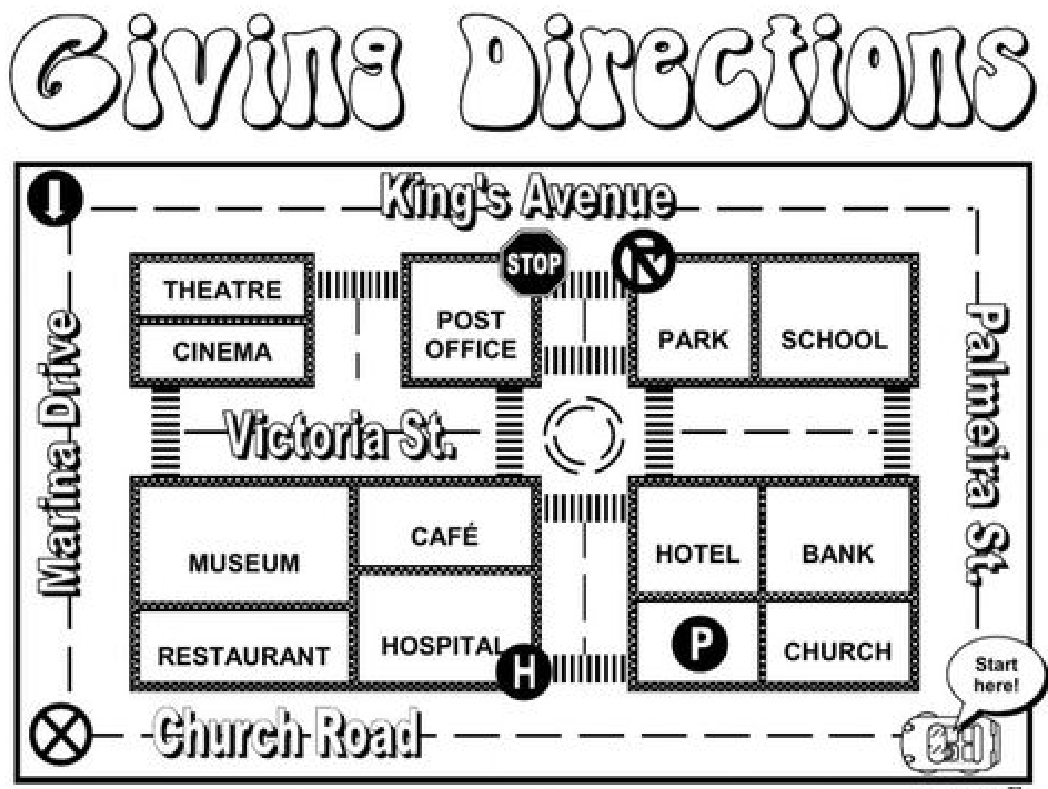 Giving Directions
King's Avenue
STOP
THEATRE
POST
OFFICE
CINEMA
PARK
SCHOOL
Marina Drive
Palmeira St.
Victoria St.
MUSEUM
CAFÉ
HOTEL
BANK
RESTAURANT
HOSPITAL
H
P
CHURCH
Start
here!
Church Road